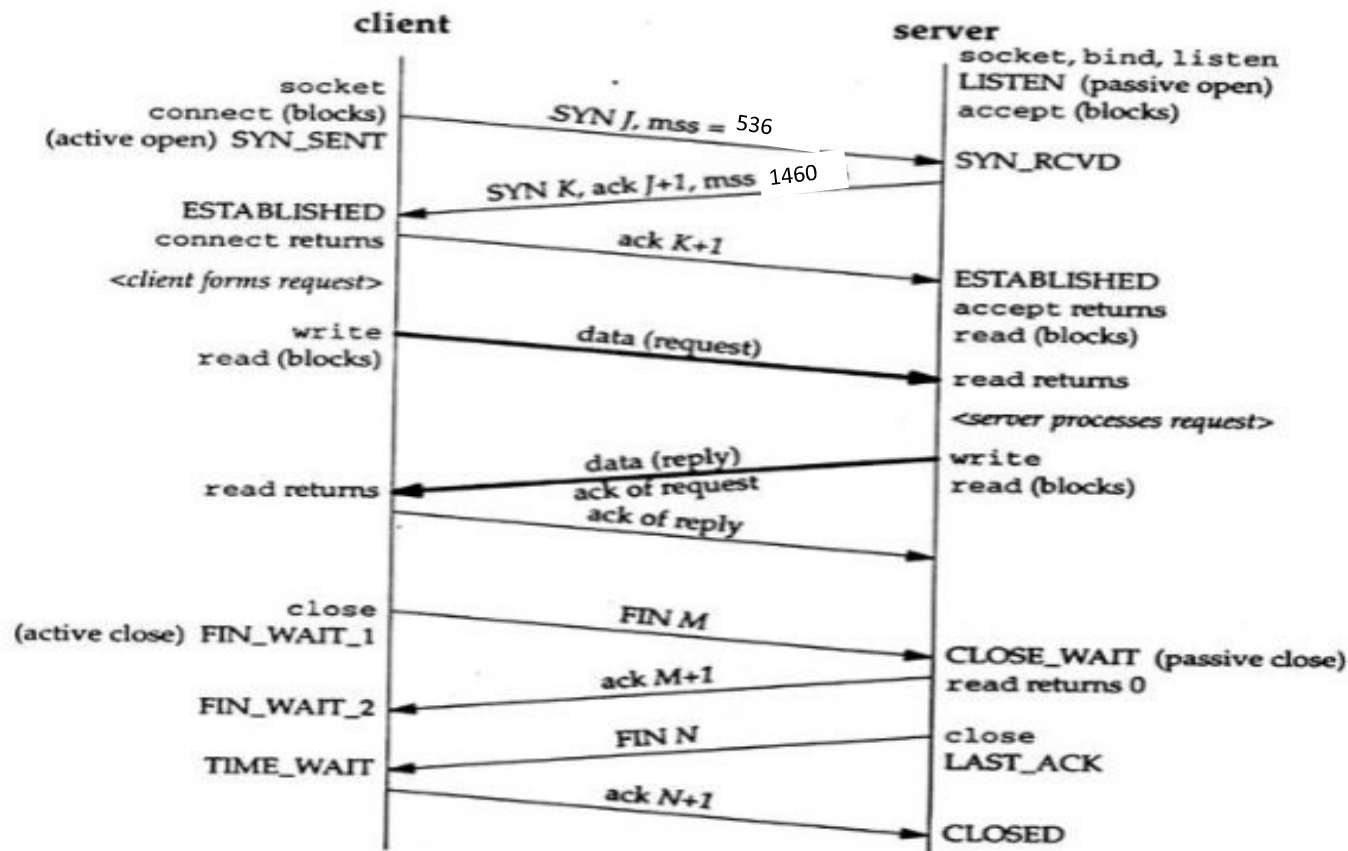 client
server
socket, bind, listen
socket
LISTEN (passive open)
connect (blocks)
accept (blocks)
SYN J, mss = 536
(active open) SYN_SENT
SYN_RCVD
SYN K, ack J+1, mss 1460
ESTABLISHED
connect returns
ack K+1
<client forms request>
ESTABLISHED
accept returns
write
data (request)
read (blocks)
read (blocks)
read returns
<server processes request>
data (reply)
write
read returns
ack of request
read (blocks)
ack of reply
close
FIN M
(active close) FIN_WAIT_1
CLOSE_WAIT (passive close)
ack M+1
read returns 0
FIN_WAIT_2
FIN N
close
TIME_WAIT
LAST_ACK
ack N+1
CLOSED